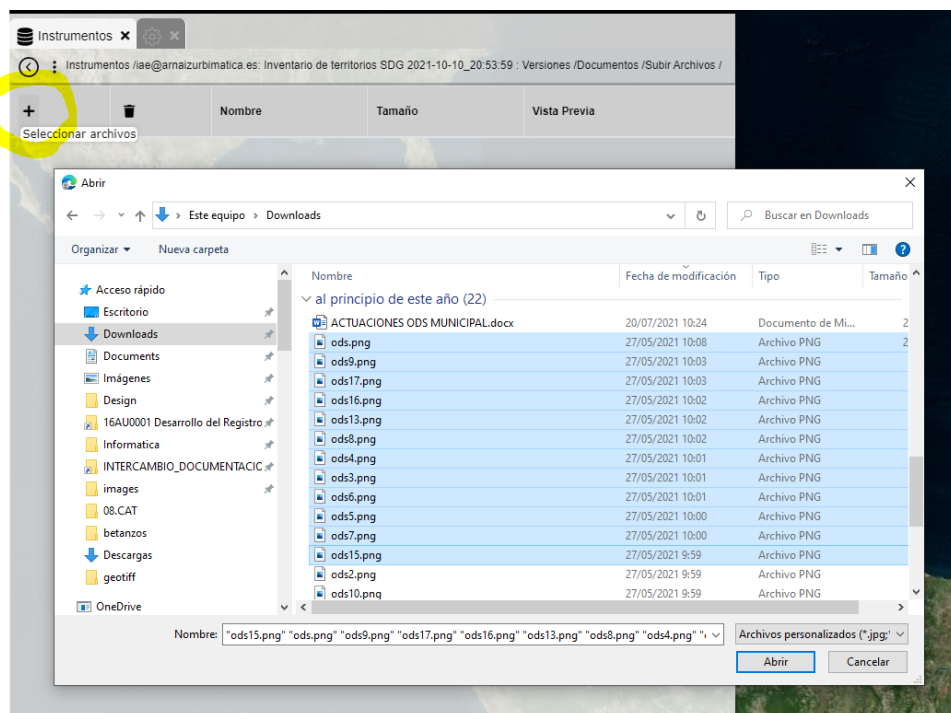 Instrumentos
Instrumentos /iae@arnaizurbimatica.es: Inventario de territorios SDG 2021-10-10_20:53:59 : Versiones /Documentos /Subir Archivos /
Nombre Tamaño Vista Previa
Seleccionar archivos
Abrir
Este equipo > Downloads
Buscar en Downloads
Organizar Nueva carpeta
Nombre Fecha de modificación Tipo Tamaño
Acceso rápido
Escritorio
Downloads
Documents
Imágenes
Design
16AU0001 Desarrollo del Registro
Informatica
INTERCAMBIO_DOCUMENTACIC
images
08.CAT
betanzos
Descargas
geotiff
OneDrive
al principio de este año (22)
ACTUACIONES ODS MUNICIPAL.docx 20/07/2021 10:24 Documento de Mi... 2
ods.png 27/05/2021 10:08 Archivo PNG 2
ods9.png 27/05/2021 10:03 Archivo PNG
ods17.png 27/05/2021 10:03 Archivo PNG
ods16.png 27/05/2021 10:02 Archivo PNG
ods13.png 27/05/2021 10:02 Archivo PNG
ods8.png 27/05/2021 10:02 Archivo PNG
ods4.png 27/05/2021 10:01 Archivo PNG
ods3.png 27/05/2021 10:01 Archivo PNG
ods6.png 27/05/2021 10:01 Archivo PNG
ods5.png 27/05/2021 10:00 Archivo PNG
ods7.png 27/05/2021 10:00 Archivo PNG
ods15.png 27/05/2021 9:59 Archivo PNG
ods2.png 27/05/2021 9:59 Archivo PNG
ods10.png 27/05/2021 9:59 Archivo PNG
Nombre: "ods15.png" "ods.png" "ods9.png" "ods17.png" "ods16.png" "ods13.png" "ods8.png" "ods4.png" "
Archivos personalizados (*.jpg;*
Abrir Cancelar